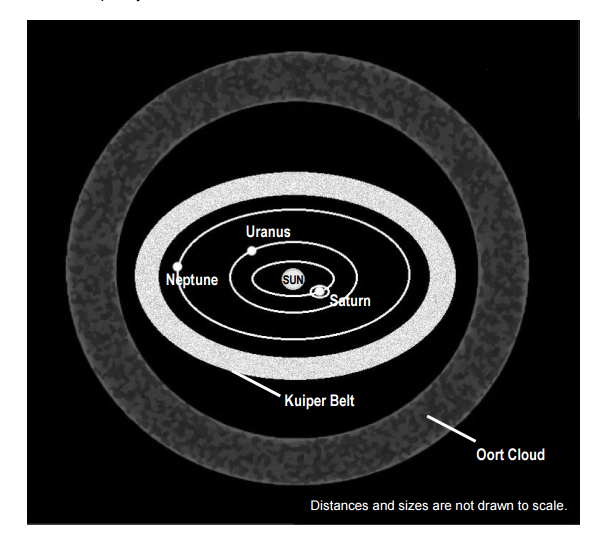 Uranus
SUN
Neptune
Saturn
Kuiper Belt
Oort Cloud
Distances and sizes are not drawn to scale.